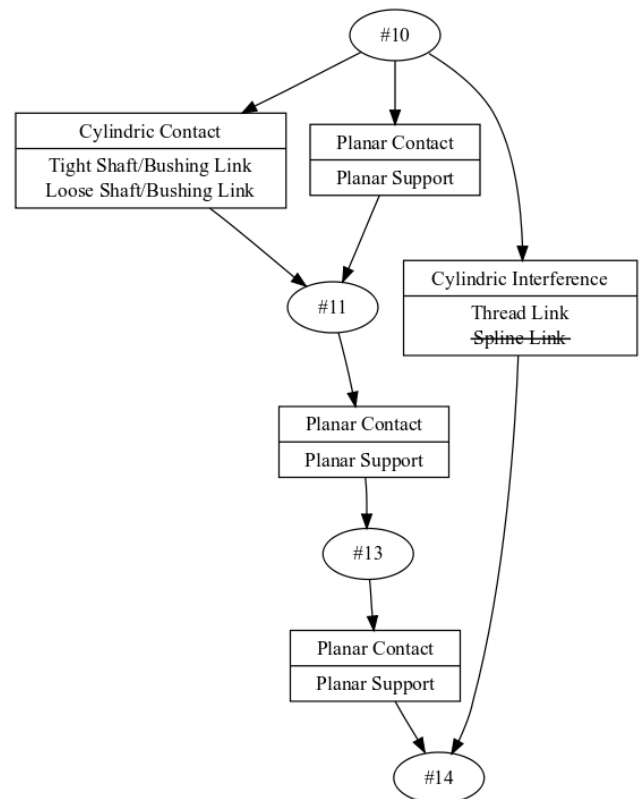 #10
Cylindric Contact
Tight Shaft/Bushing Link
Loose Shaft/Bushing Link
Planar Contact
Planar Support
Cylindric Interference
Thread Link
Spline Link
#11
Planar Contact
Planar Support
#13
Planar Contact
Planar Support
#14